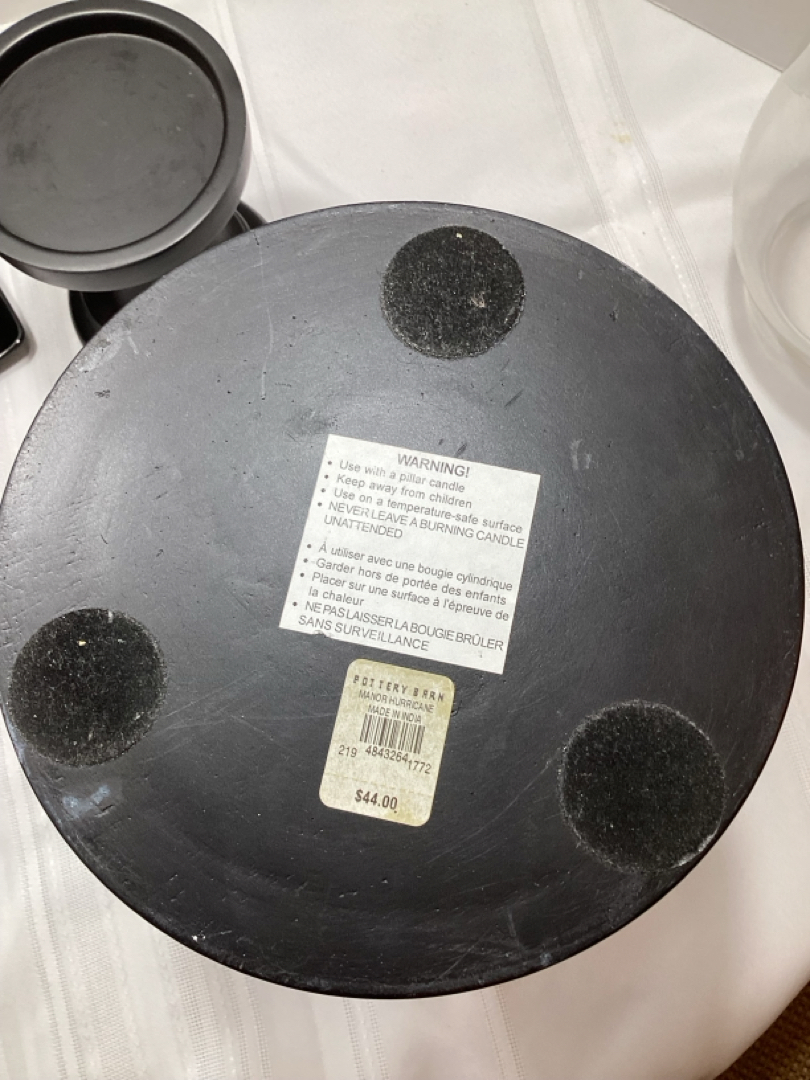 WARNING!
• Use with a pillar candle
• Keep away from children
• Use on a temperature-safe surface
• NEVER LEAVE A BURNING CANDLE
UNATTENDED
• À utiliser avec une bougie cylindrique
• Garder hors de portée des enfants
• Placer sur une surface à l'épreuve de
la chaleur
• NE PAS LAISSER LA BOUGIE BRÛLER
SANS SURVEILLANCE
POTTERY BARN
MANOR HURRICANE
MADE IN INDIA
219 4843264 1772
$44.00